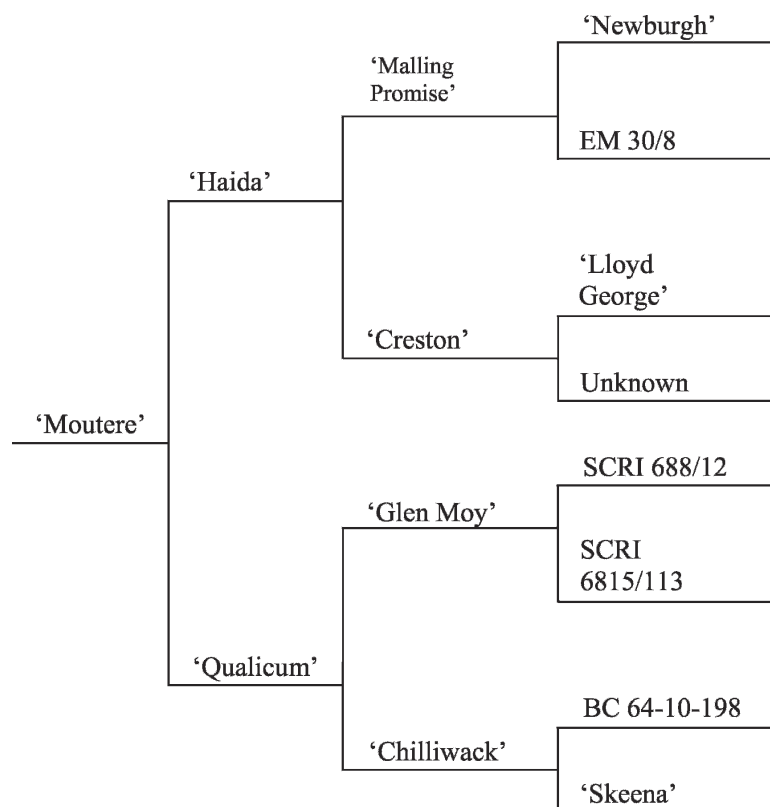 ‘Newburgh’
‘Malling
Promise’
EM 30/8
‘Haida’
‘Lloyd
George’
‘Creston’
Unknown
‘Moutere’
SCRI 688/12
‘Glen Moy’
SCRI
6815/113
‘Qualicum’
BC 64-10-198
‘Chilliwack’
‘Skeena’